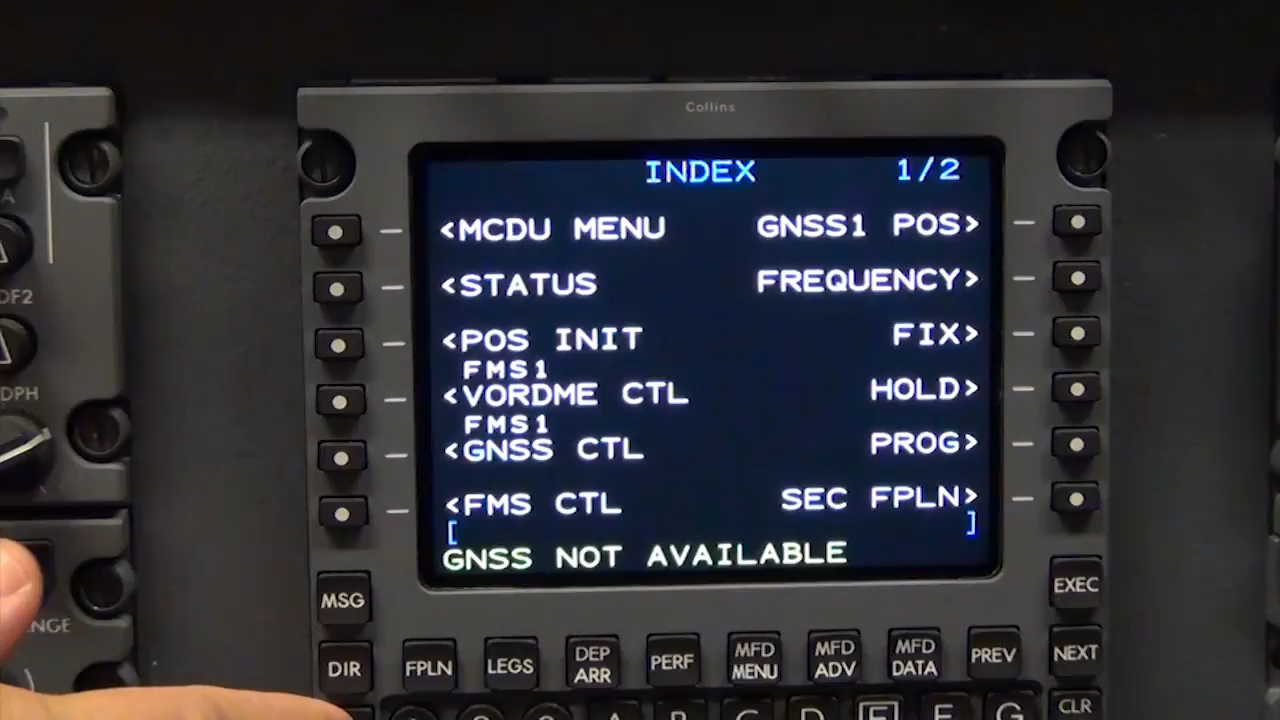 Collins
INDEX 1/2
<MCDU MENU GNSS1 POS>
<STATUS FREQUENCY>
<POS INIT FIX>
FMS1
<VORDME CTL HOLD>
FMS1
<GNSS CTL PROG>
<FMS CTL SEC FPLN>
[ ]
GNSS NOT AVAILABLE
A
DF2
DPH
NGE
MSG EXEC
DIR FPLN LEGS DEP ARR PERF MFD MENU MFD ADV MFD DATA PREV NEXT
A B C D E F G CLR